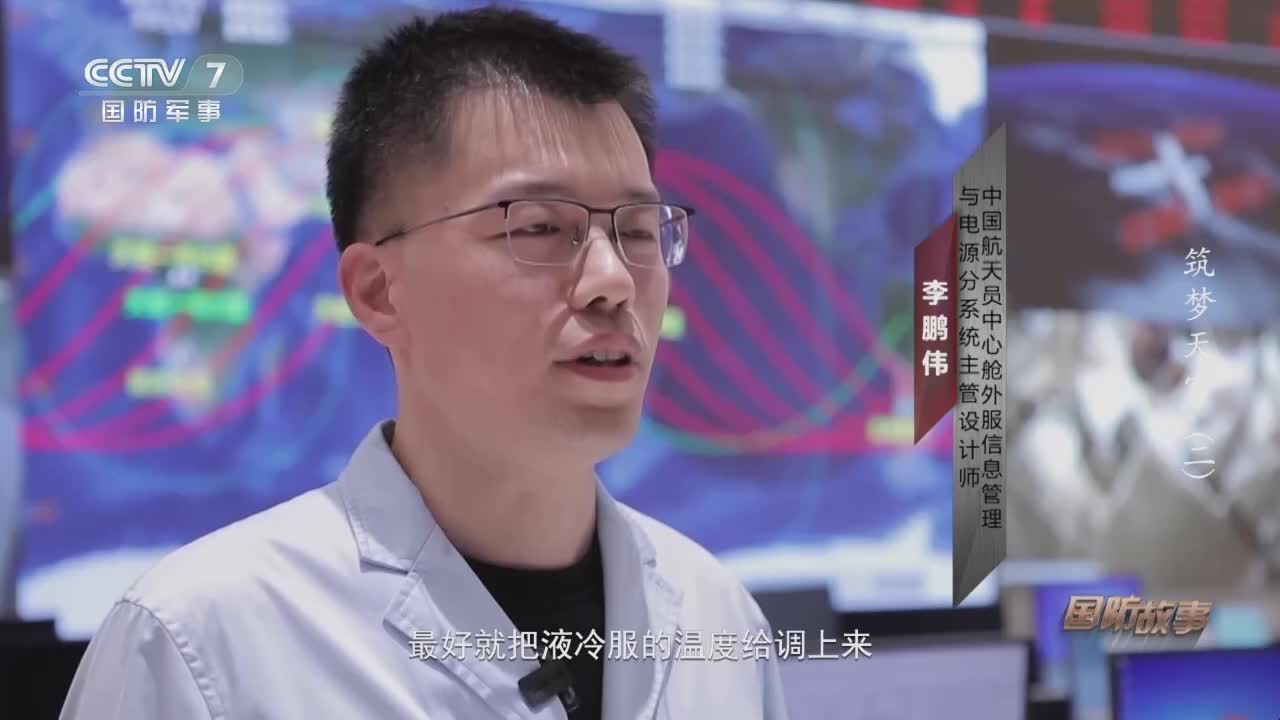 CCTV 7
国防军事
筑梦天
(二)
中国航天员中心舱外服信息管理
与电源分系统主管设计师
李鹏伟
国防故事
最好就把液冷服的温度给调上来